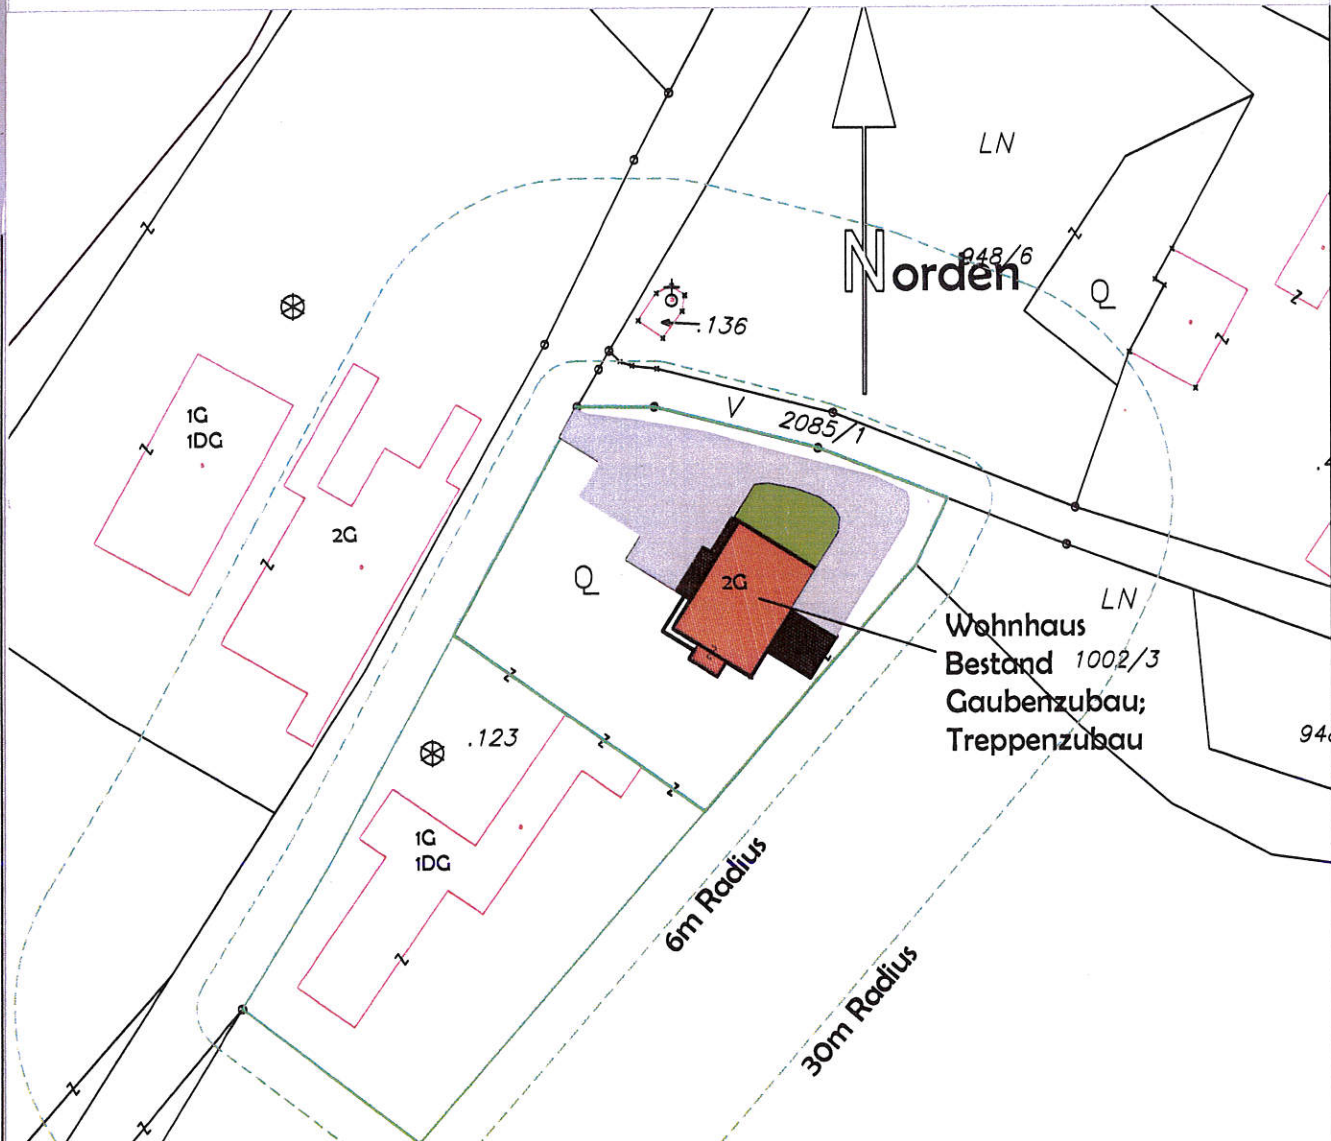 LN
948/6
Norden
Q
.136
1G
1DG
V
2085/1
2G
2G
Q
LN
Wohnhaus
Bestand 1002/3
Gaubenzubau;
Treppenzubau
.123
1G
1DG
6m Radius
30m Radius